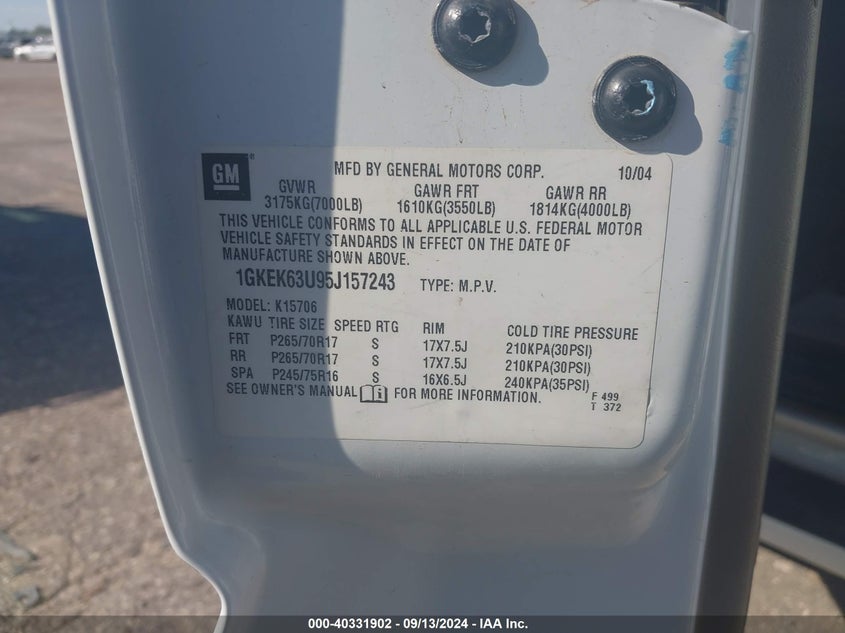 GM ®
MFD BY GENERAL MOTORS CORP. 10/04
GVWR GAWR FRT GAWR RR
3175KG(7000LB) 1610KG(3550LB) 1814KG(4000LB)
THIS VEHICLE CONFORMS TO ALL APPLICABLE U.S. FEDERAL MOTOR
VEHICLE SAFETY STANDARDS IN EFFECT ON THE DATE OF
MANUFACTURE SHOWN ABOVE.
1GKEK63U95J157243 TYPE: M.P.V.
MODEL: K15706
KAWU TIRE SIZE SPEED RTG RIM COLD TIRE PRESSURE
FRT P265/70R17 S 17X7.5J 210KPA(30PSI)
RR P265/70R17 S 17X7.5J 210KPA(30PSI)
SPA P245/75R16 S 16X6.5J 240KPA(35PSI)
SEE OWNER'S MANUAL FOR MORE INFORMATION. F 499
T 372
000-40331902 - 09/13/2024 - IAA Inc.